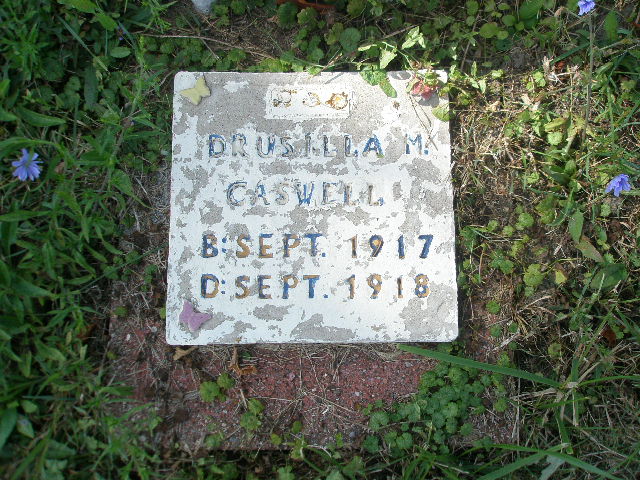 DRUSILLA M.
CASWELL
B: SEPT. 1917
D: SEPT. 1918